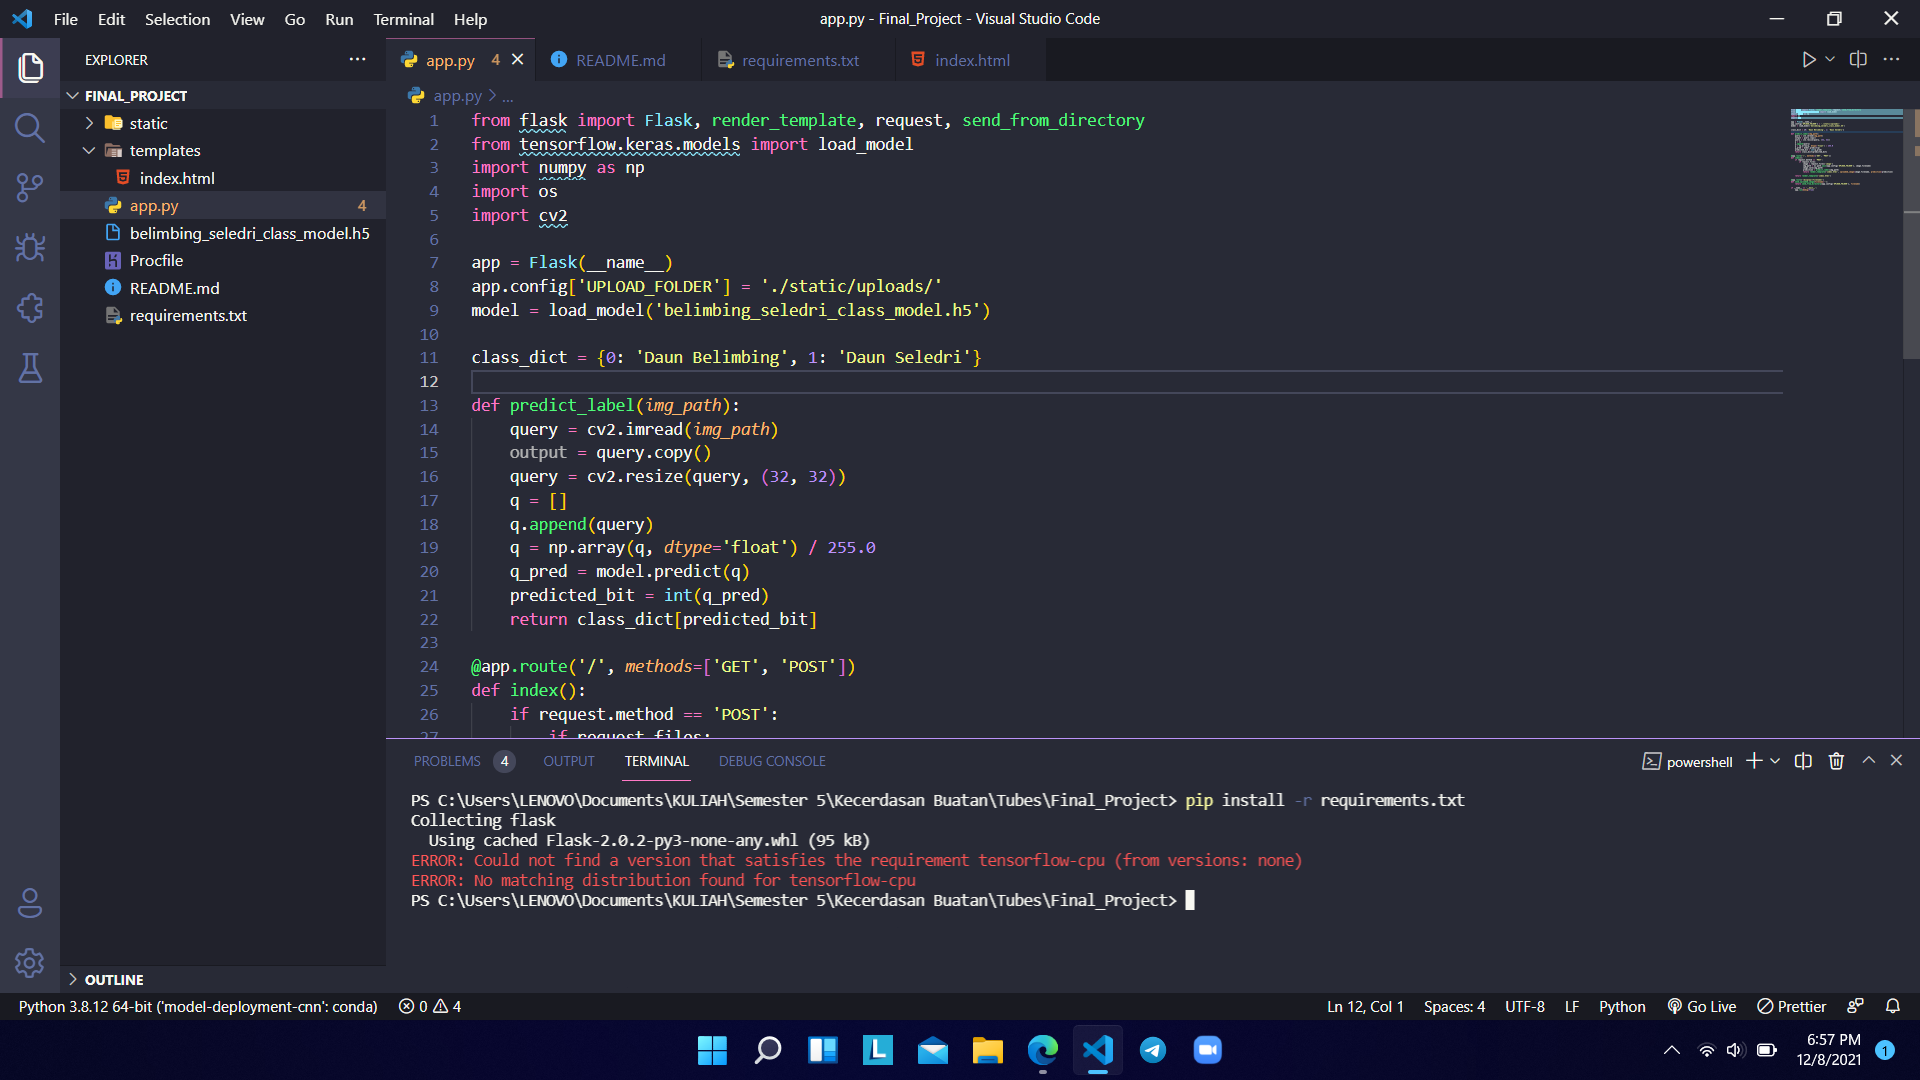 File Edit Selection View Go Run Terminal Help
app.py - Final_Project - Visual Studio Code
EXPLORER
FINAL_PROJECT
static
templates
index.html
app.py 4
belimbing_seledri_class_model.h5
Procfile
README.md
requirements.txt
OUTLINE
app.py 4 README.md requirements.txt index.html
app.py > ...
1 from flask import Flask, render_template, request, send_from_directory
2 from tensorflow.keras.models import load_model
3 import numpy as np
4 import os
5 import cv2
6
7 app = Flask(__name__)
8 app.config['UPLOAD_FOLDER'] = './static/uploads/'
9 model = load_model('belimbing_seledri_class_model.h5')
10
11 class_dict = {0: 'Daun Belimbing', 1: 'Daun Seledri'}
12
13 def predict_label(img_path):
14 query = cv2.imread(img_path)
15 output = query.copy()
16 query = cv2.resize(query, (32, 32))
17 q = []
18 q.append(query)
19 q = np.array(q, dtype='float') / 255.0
20 q_pred = model.predict(q)
21 predicted_bit = int(q_pred)
22 return class_dict[predicted_bit]
23
24 @app.route('/', methods=['GET', 'POST'])
25 def index():
26 if request.method == 'POST':
27 if request.files:
PROBLEMS 4 OUTPUT TERMINAL DEBUG CONSOLE
powershell
PS C:\Users\LENOVO\Documents\KULIAH\Semester 5\Kecerdasan Buatan\Tubes\Final_Project> pip install -r requirements.txt
Collecting flask
Using cached Flask-2.0.2-py3-none-any.whl (95 kB)
ERROR: Could not find a version that satisfies the requirement tensorflow-cpu (from versions: none)
ERROR: No matching distribution found for tensorflow-cpu
PS C:\Users\LENOVO\Documents\KULIAH\Semester 5\Kecerdasan Buatan\Tubes\Final_Project>
Python 3.8.12 64-bit ('model-deployment-cnn': conda) 0 4
Ln 12, Col 1 Spaces: 4 UTF-8 LF Python Go Live Prettier
6:57 PM
12/8/2021
1